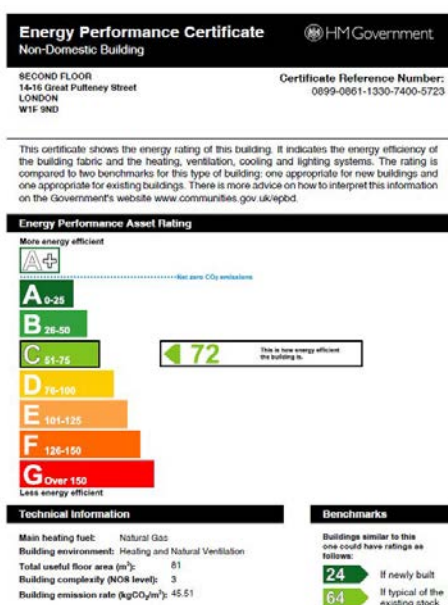 Energy Performance Certificate
Non-Domestic Building
HM Government
SECOND FLOOR
14-16 Great Pulteney Street
LONDON
W1F 9ND
Certificate Reference Number:
0899-0861-1330-7400-5723
This certificate shows the energy rating of this building. It indicates the energy efficiency of
the building fabric and the heating, ventilation, cooling and lighting systems. The rating is
compared to two benchmarks for this type of building: one appropriate for new buildings and
one appropriate for existing buildings. There is more advice on how to interpret this information
on the Government's website www.communities.gov.uk/epbd.
Energy Performance Asset Rating
More energy efficient
A+
Net zero CO₂ emissions
A 0-25
B 26-50
C 51-75
72
This is how energy efficient
the building is.
D 76-100
E 101-125
F 126-150
G Over 150
Less energy efficient
Technical Information
Main heating fuel: Natural Gas
Building environment: Heating and Natural Ventilation
Total useful floor area (m²): 81
Building complexity (NOS level): 3
Building emission rate (kgCO₂/m²): 45.51
Benchmarks
Buildings similar to this
one could have ratings as
follows:
24 If newly built
64 If typical of the
existing stock